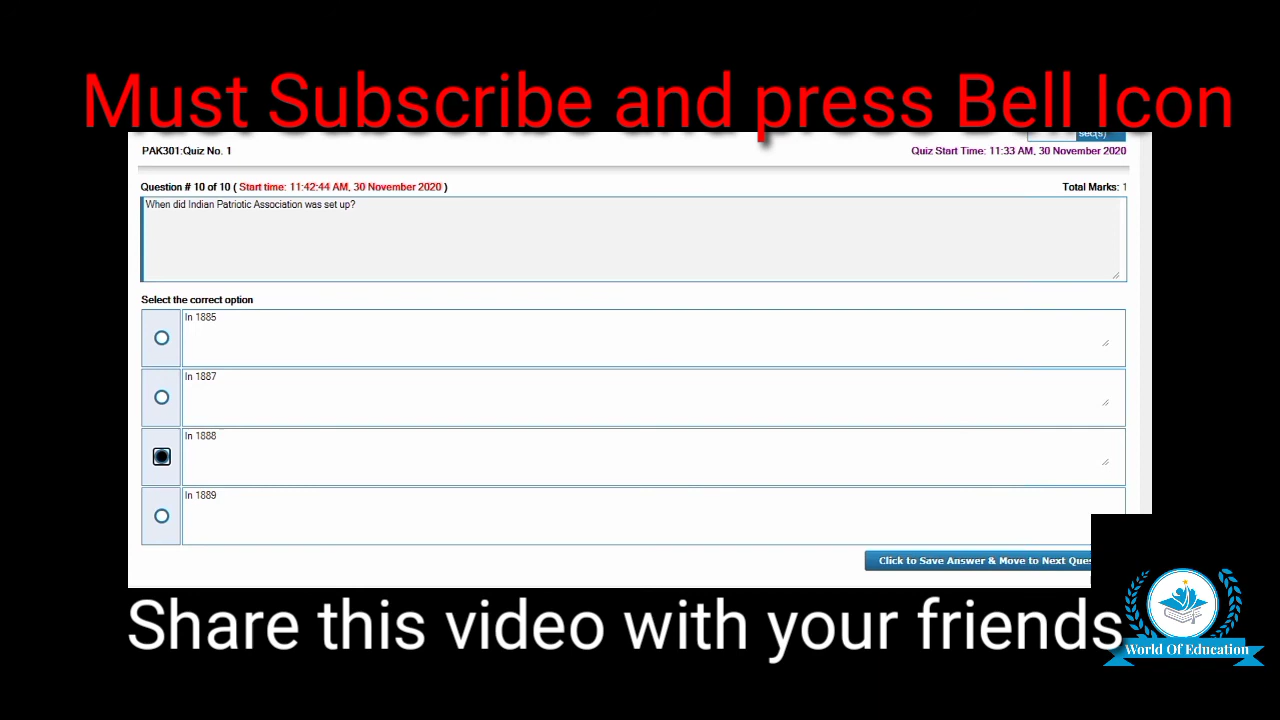 Must Subscribe and press Bell Icon
sec(s)
PAK301:Quiz No. 1
Quiz Start Time: 11:33 AM, 30 November 2020
Question # 10 of 10 ( Start time: 11:42:44 AM, 30 November 2020 )
Total Marks: 1
When did Indian Patriotic Association was set up?
Select the correct option
In 1885
In 1887
In 1888
In 1889
Click to Save Answer & Move to Next Ques
Share this video with your friends
World Of Education